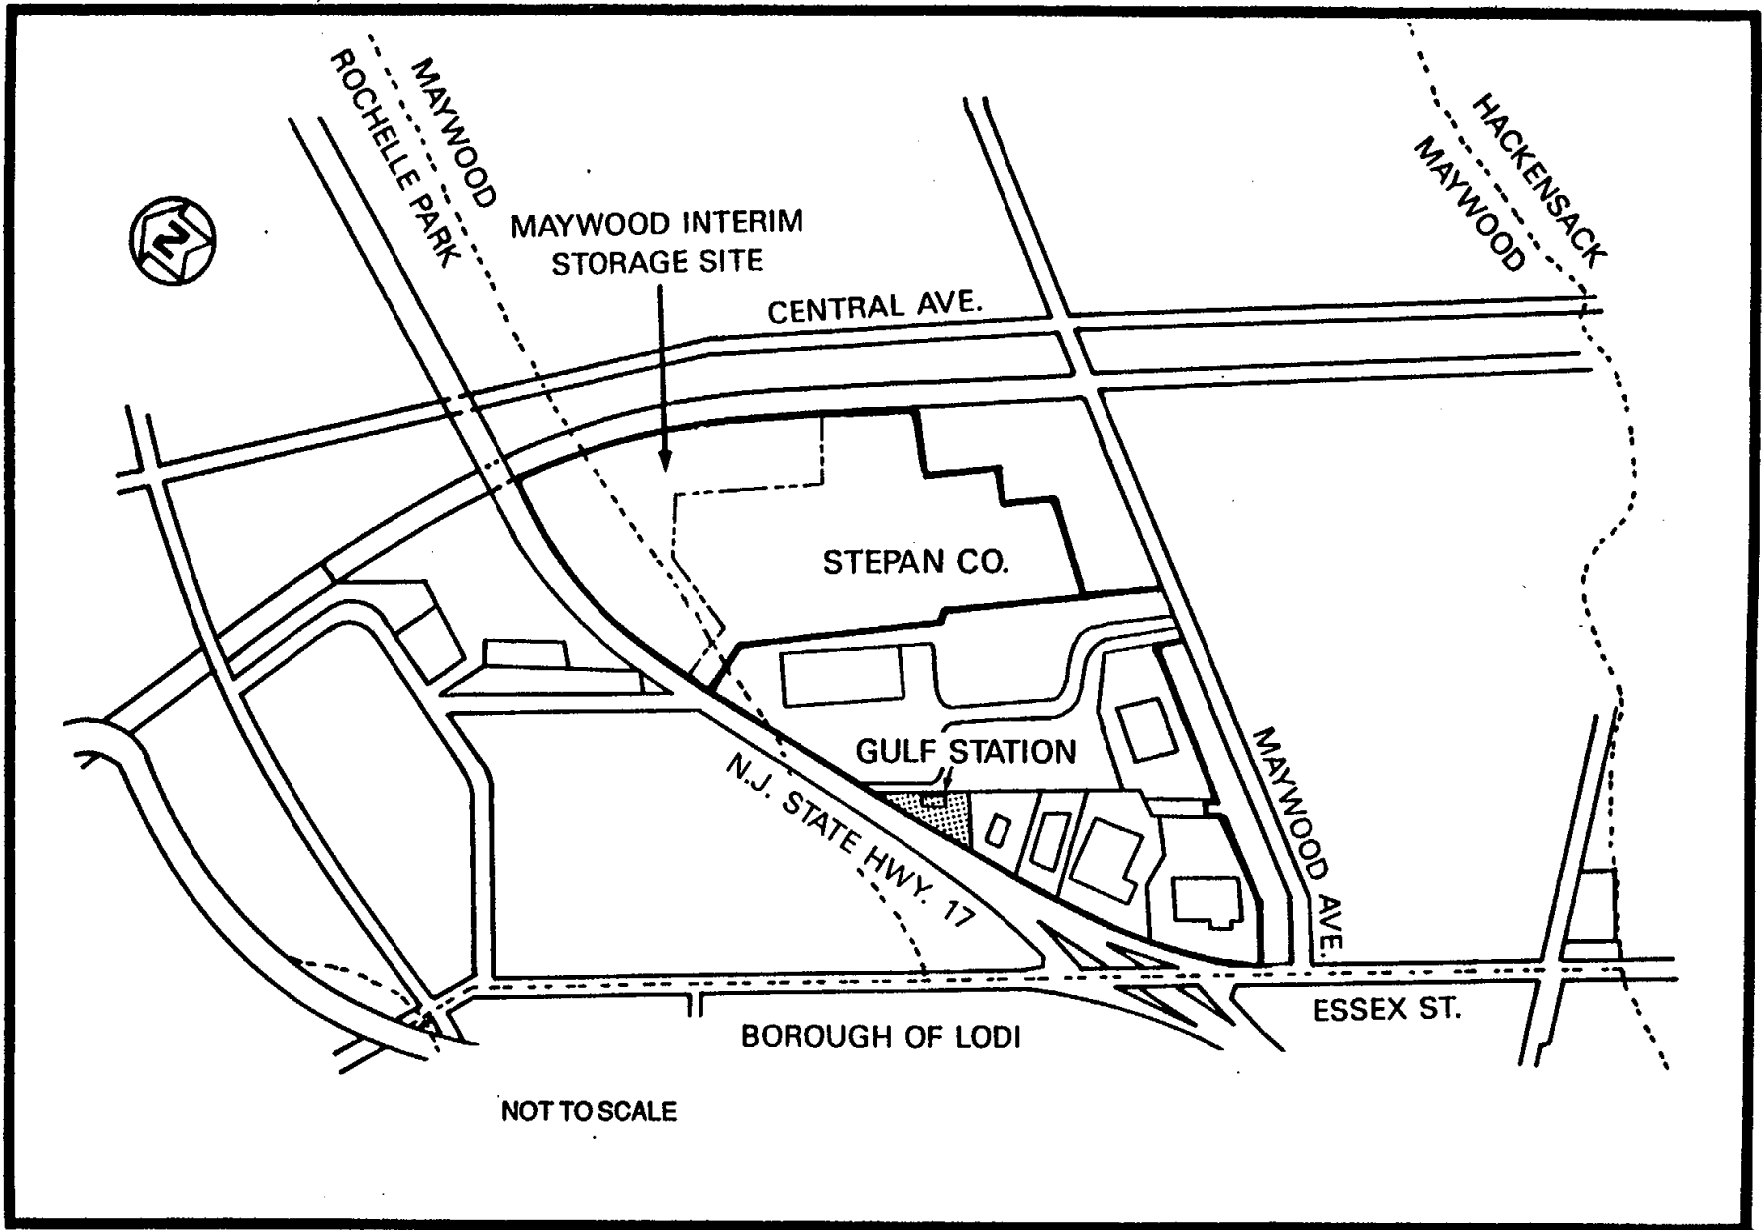 MAYWOOD
ROCHELLE PARK
HACKENSACK
MAYWOOD
N
MAYWOOD INTERIM
STORAGE SITE
CENTRAL AVE.
STEPAN CO.
GULF STATION
N.J. STATE HWY. 17
MAYWOOD AVE.
ESSEX ST.
BOROUGH OF LODI
NOT TO SCALE